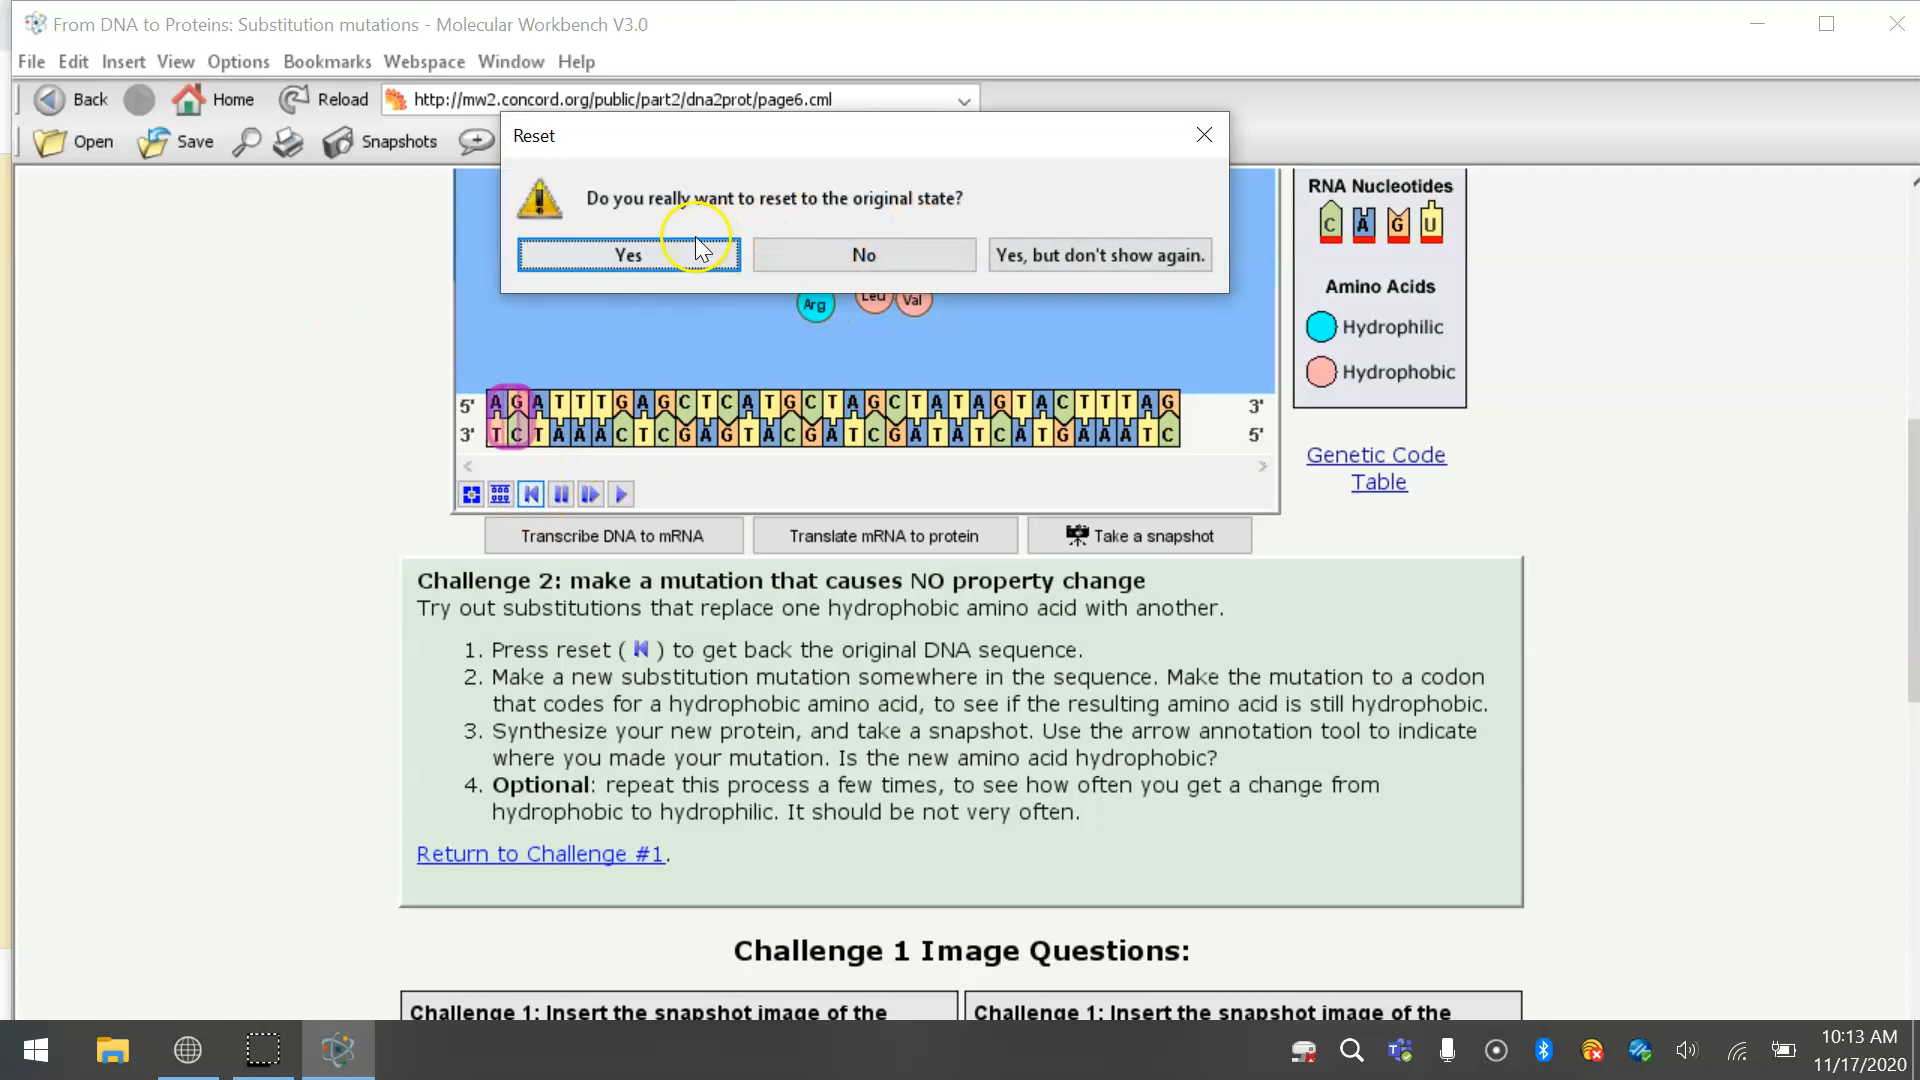 From DNA to Proteins: Substitution mutations - Molecular Workbench V3.0
File Edit Insert View Options Bookmarks Webspace Window Help
Back Home Reload http://mw2.concord.org/public/part2/dna2prot/page6.cml
Open Save Snapshots
Reset
Do you really want to reset to the original state?
Yes No Yes, but don't show again.
RNA Nucleotides
C A G U
Amino Acids
Hydrophilic
Hydrophobic
Arg Leu Val
5' A G A T T T G A G C T C A T G C T A G C T A T A G T A C T T T A G 3'
3' T C T A A A C T C G A G T A C G A T C G A T A T C A T G A A A T C 5'
Genetic Code
Table
Transcribe DNA to mRNA Translate mRNA to protein Take a snapshot
Challenge 2: make a mutation that causes NO property change
Try out substitutions that replace one hydrophobic amino acid with another.
1. Press reset ( ) to get back the original DNA sequence.
2. Make a new substitution mutation somewhere in the sequence. Make the mutation to a codon
that codes for a hydrophobic amino acid, to see if the resulting amino acid is still hydrophobic.
3. Synthesize your new protein, and take a snapshot. Use the arrow annotation tool to indicate
where you made your mutation. Is the new amino acid hydrophobic?
4. Optional: repeat this process a few times, to see how often you get a change from
hydrophobic to hydrophilic. It should be not very often.
Return to Challenge #1.
Challenge 1 Image Questions:
Challenge 1: Insert the snapshot image of the
Challenge 1: Insert the snapshot image of the
10:13 AM
11/17/2020